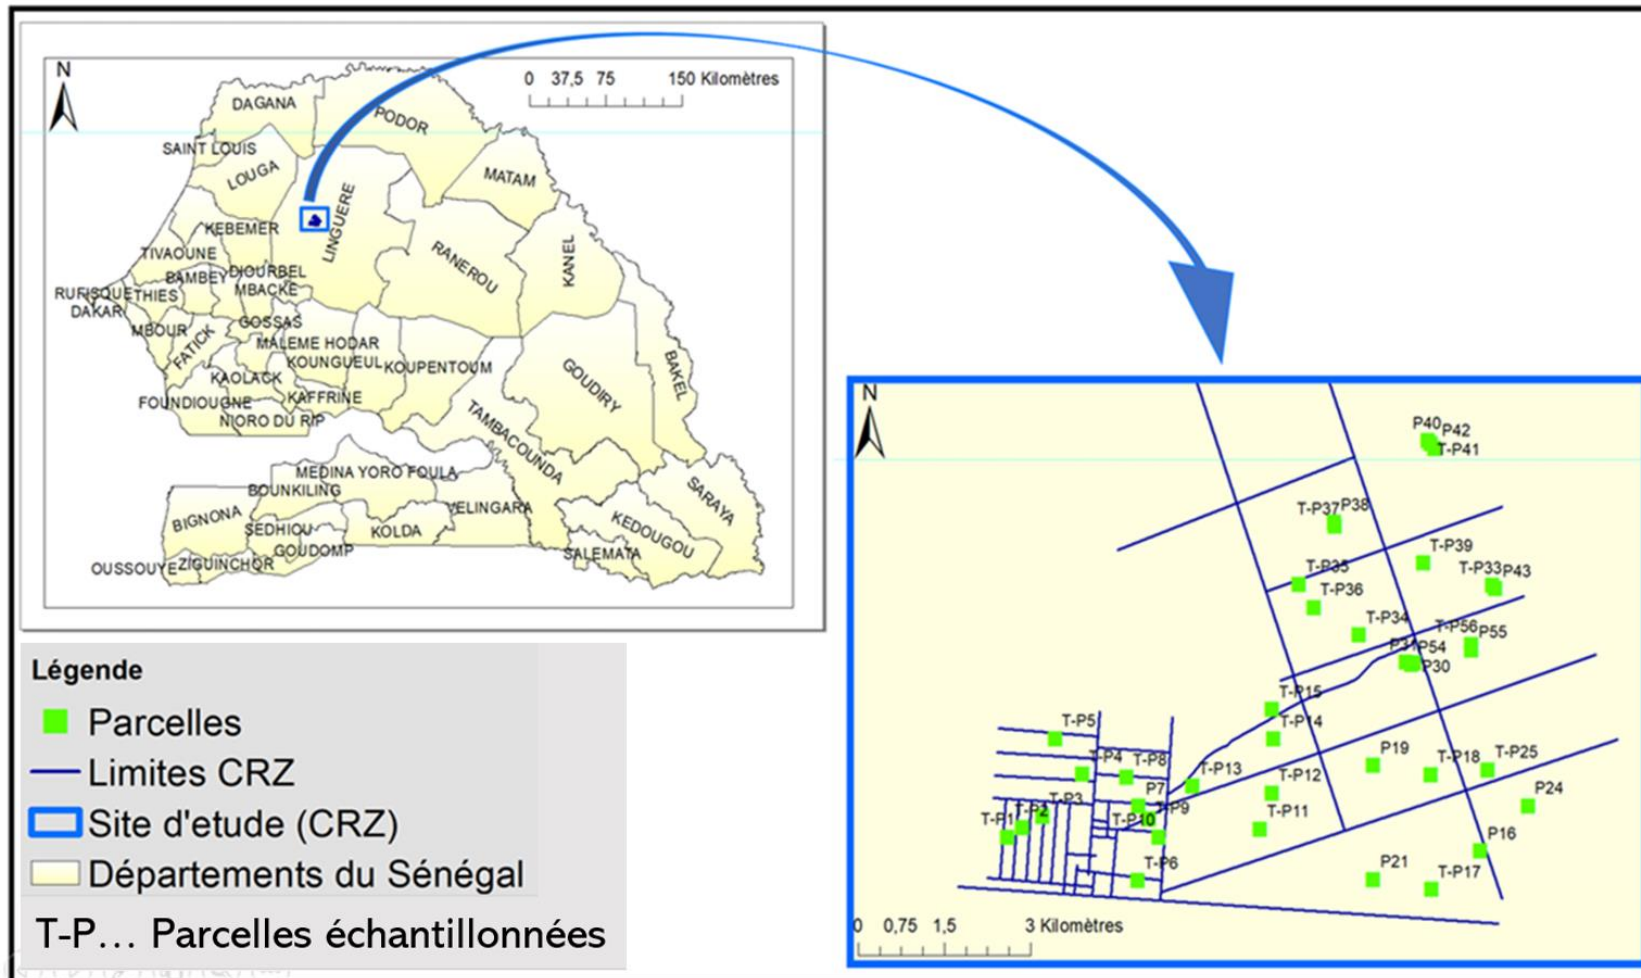 N
0 37,5 75 150 Kilomètres
DAGANA
PODOR
SAINT LOUIS
LOUGA
MATAM
LINGUERE
KEBEMER
TIVAOUNE
RANEROU
KANEL
BAMBEY
DIOURBEL
RUFISQUE
THIES
MBACKE
DAKAR
MBOUR
GOSSAS
FATICK
MALEME HODAR
KOUNGUEUL
KOUPENTOUM
GOUDIRY
BAKEL
KAOLACK
KAFFRINE
FOUNDIOUGNE
NIORO DU RIP
TAMBACOUNDA
MEDINA YORO FOULA
BOUNKILING
VELINGARA
SARAYA
BIGNONA
SEDHIOU
KOLDA
KEDOUGOU
GOUDOMP
SALEMATA
OUSSOUYE
ZIGUINCHOR
Légende
Parcelles
Limites CRZ
Site d'etude (CRZ)
Départements du Sénégal
T-P... Parcelles échantillonnées
N
P40
P42
T-P41
T-P37
P38
T-P39
T-P35
T-P33
P43
T-P36
T-P34
T-P56
P55
P31
P54
P30
T-P15
T-P5
T-P14
T-P4
T-P8
T-P13
T-P12
P19
T-P18
T-P25
P7
P24
T-P3
T-P2
T-P9
T-P1
T-P10
T-P11
P16
T-P6
P21
T-P17
0 0,75 1,5 3 Kilomètres